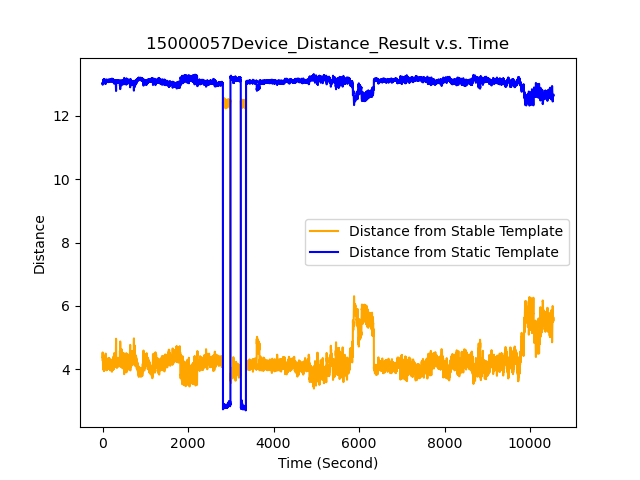 15000057Device_Distance_Result v.s. Time
12
10
8
6
4
Distance
Distance from Stable Template
Distance from Static Template
0 2000 4000 6000 8000 10000
Time (Second)